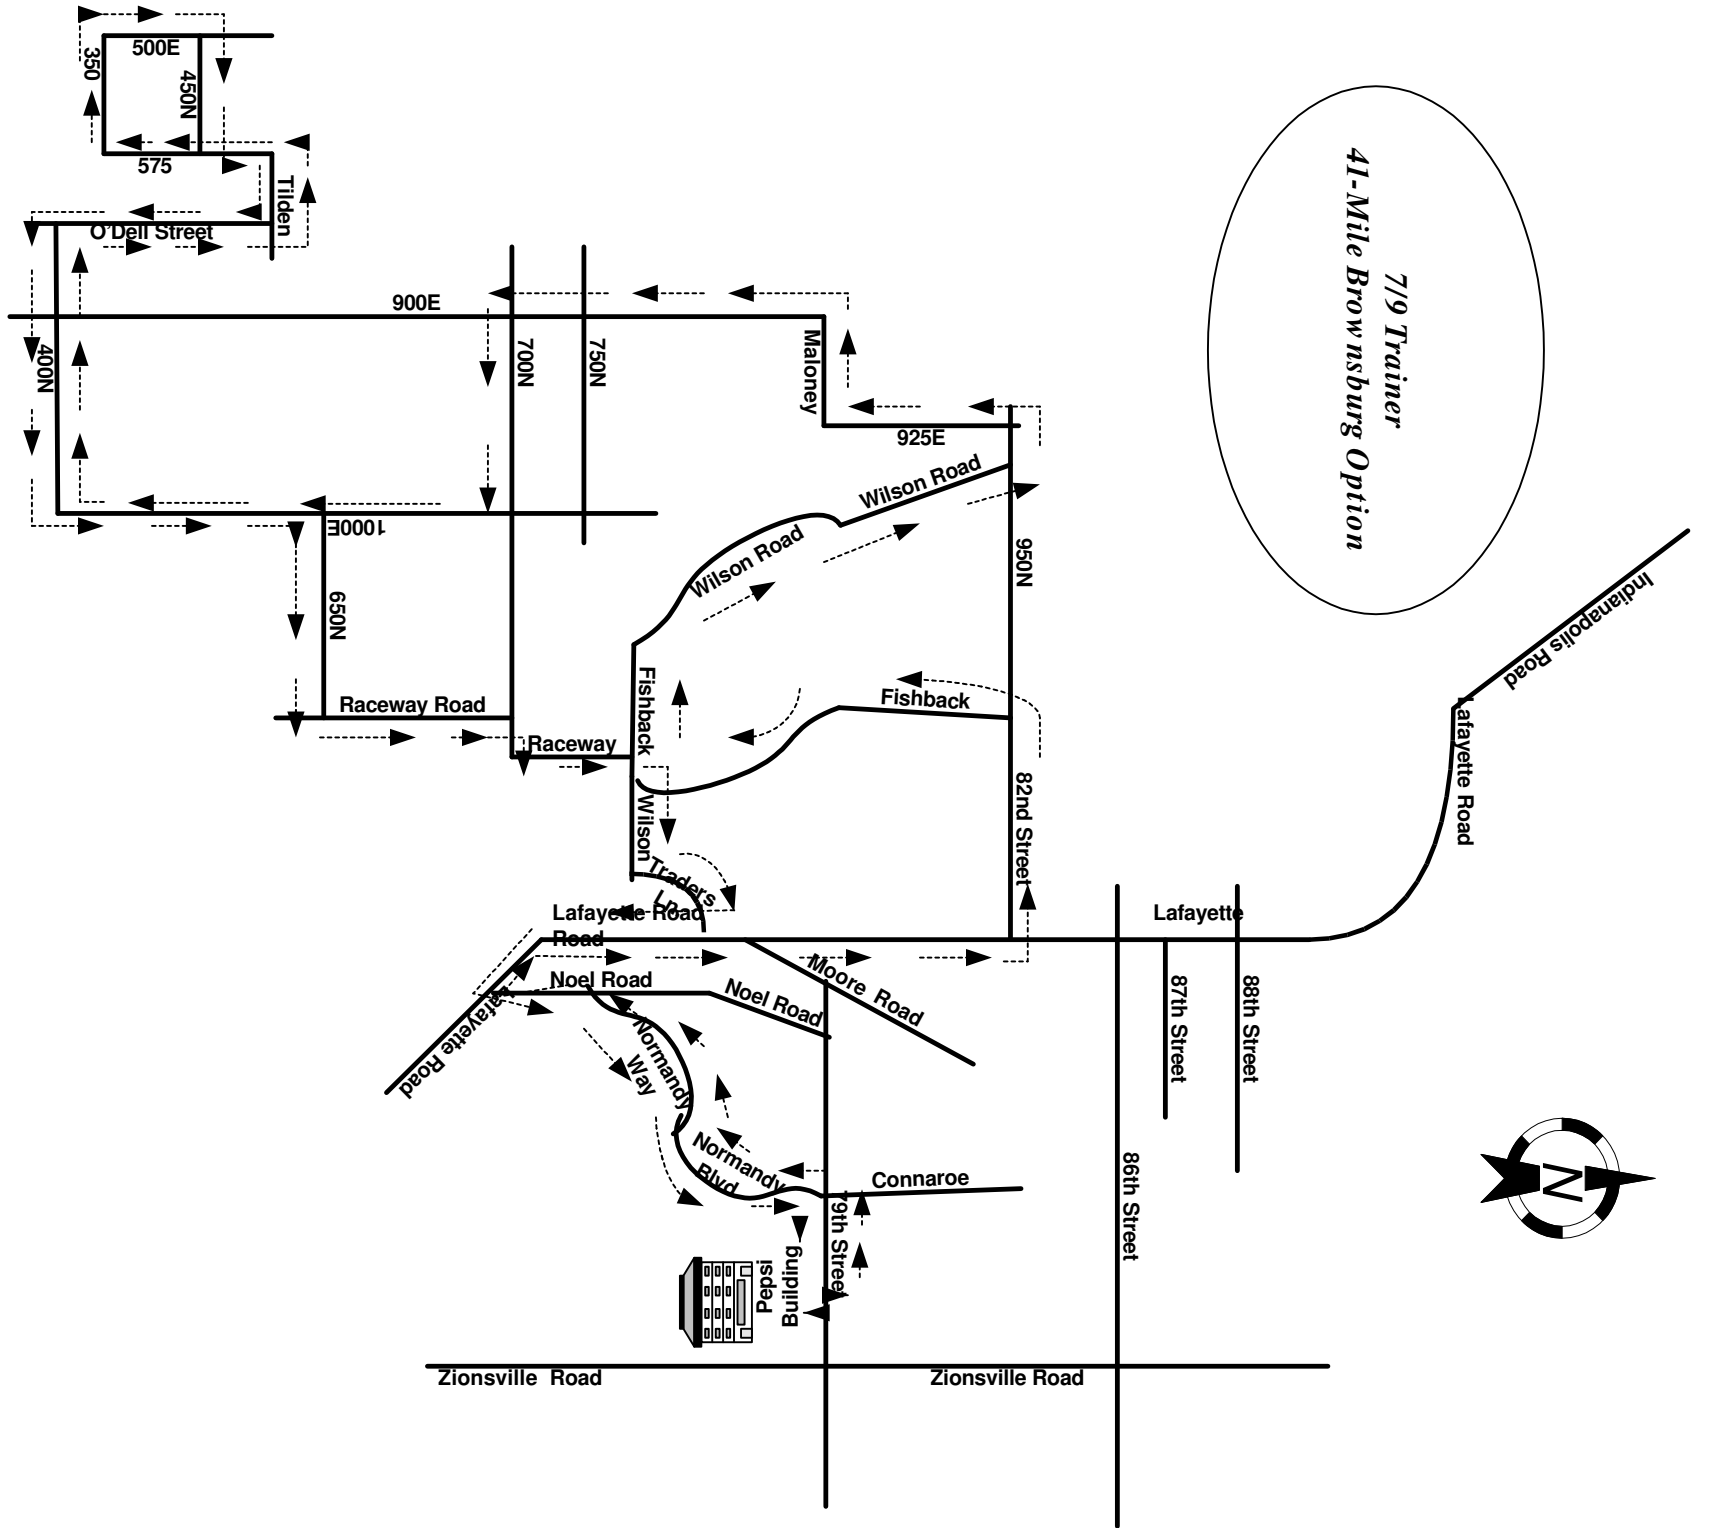 7/9 Trainer
41-Mile Brownsburg Option
500E
350
450N
575
Tilden
O'Dell Street
900E
400N
700N
750N
Maloney
925E
Wilson Road
Wilson Road
950N
1000E
650N
Raceway Road
Raceway
Fishback
Fishback
Wilson
82nd Street
Traders
Ln
Lafayette Road
Road
Lafayette
Lafayette Road
Indianapolis Road
Noel Road
Noel Road
Moore Road
Lafayette Road
Normandy
Way
Normandy
Blvd
Connaroe
79th Street
86th Street
87th Street
88th Street
Pepsi
Building
Zionsville Road
Zionsville Road
N